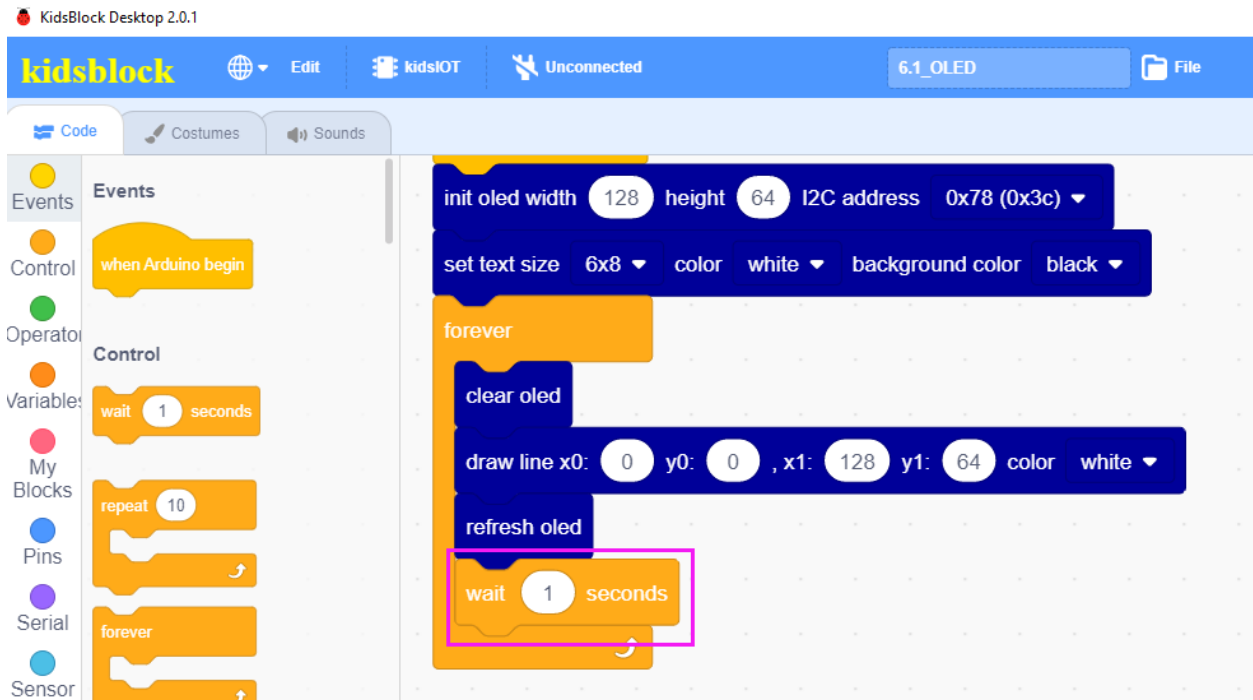 KidsBlock Desktop 2.0.1
kidsblock Edit kidsIOT Unconnected 6.1_OLED File
Code Costumes Sounds
Events
Control
Operator
Variables
My
Blocks
Pins
Serial
Sensor
Events
when Arduino begin
Control
wait 1 seconds
repeat 10
forever
init oled width 128 height 64 I2C address 0x78 (0x3c)
set text size 6x8 color white background color black
forever
clear oled
draw line x0: 0 y0: 0 , x1: 128 y1: 64 color white
refresh oled
wait 1 seconds